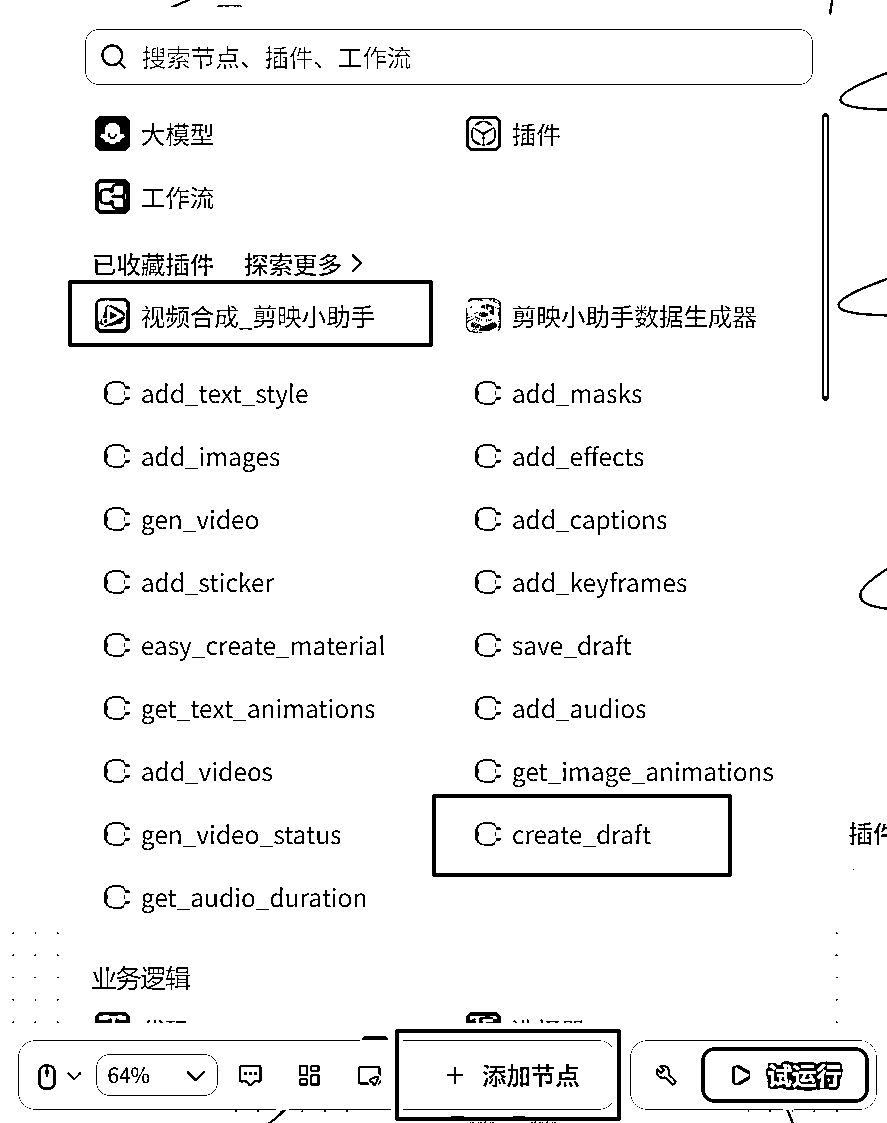 搜索节点、插件、工作流
大模型 插件
工作流
已收藏插件 探索更多
视频合成_剪映小助手 剪映小助手数据生成器
add_text_style add_masks
add_images add_effects
gen_video add_captions
add_sticker add_keyframes
easy_create_material save_draft
get_text_animations add_audios
add_videos get_image_animations
gen_video_status create_draft
插件
get_audio_duration
业务逻辑
64% 添加节点 试运行